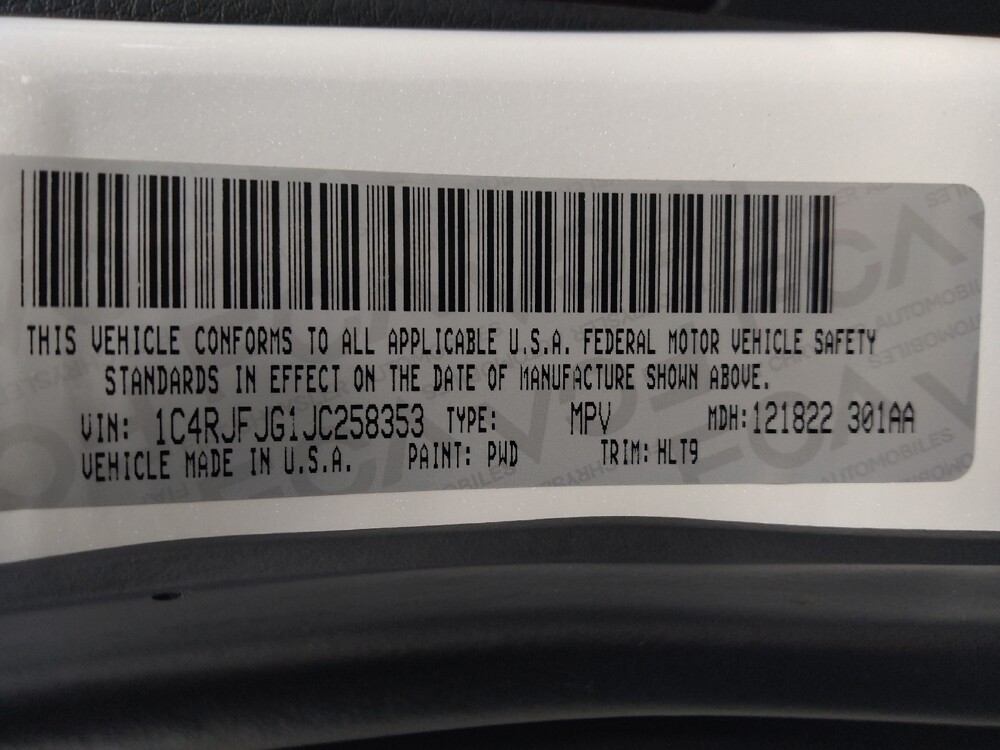 THIS VEHICLE CONFORMS TO ALL APPLICABLE U.S.A. FEDERAL MOTOR VEHICLE SAFETY
STANDARDS IN EFFECT ON THE DATE OF MANUFACTURE SHOWN ABOVE.
VIN: 1C4RJFJG1JC258353 TYPE: MPV MDH:121822 301AA
VEHICLE MADE IN U.S.A. PAINT: PWD TRIM: HLT9